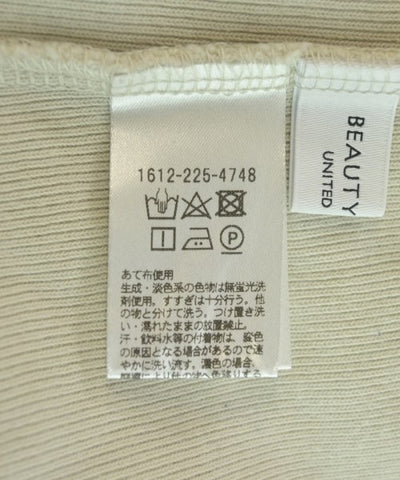 1612-225-4748
あて布使用
生成・淡色系の色物は無蛍光洗
剤使用。すすぎは十分行う。他
の物と分けて洗う。つけ置き洗
い・濡れたままの放置禁止。
汗・飲料水等の付着物は、変色
の原因となる場合があるので速
やかに洗い流す。濃色の場合、
BEAUTY
UNITED